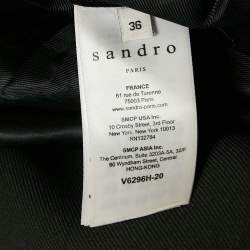 36
sandro
PARIS
FRANCE
61 rue de Turenne
75003 Paris
www.sandro-paris.com
SMCP USA Inc.
10 Crosby Street, 3rd Floor
New York, New York 10013
RN132764
SMCP ASIA Inc.
The Centrium, Suite 3203A-5A, 32/F
60 Wyndham Street, Central
HONG-KONG
V6296H-20